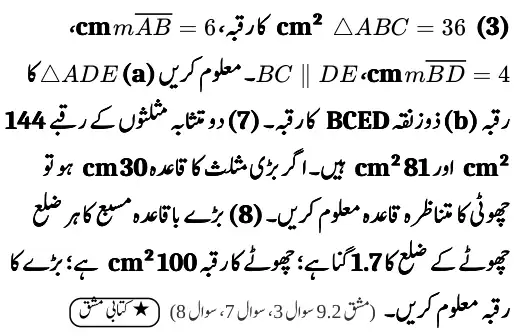 (3) △ABC = 36 cm² کا رقبہ، mAB̅ = 6 cm،
mBD̅ = 4 cm، BC ∥ DE۔ معلوم کریں (a) △ADE کا
رقبہ (b) ذوزنقہ BCED کا رقبہ۔ (7) دو متشابہ مثلثوں کے رقبے 144
cm² اور 81 cm² ہیں۔ اگر بڑی مثلث کا قاعدہ 30 cm ہو تو
چھوٹی کا متناظرہ قاعدہ معلوم کریں۔ (8) بڑے باقاعدہ مسبع کا ہر ضلع
چھوٹے کے ضلع کا 1.7 گنا ہے؛ چھوٹے کا رقبہ 100 cm² ہے؛ بڑے کا
رقبہ معلوم کریں۔ (مشق 9.2 سوال 3، سوال 7، سوال 8) ★ کتابی مشق